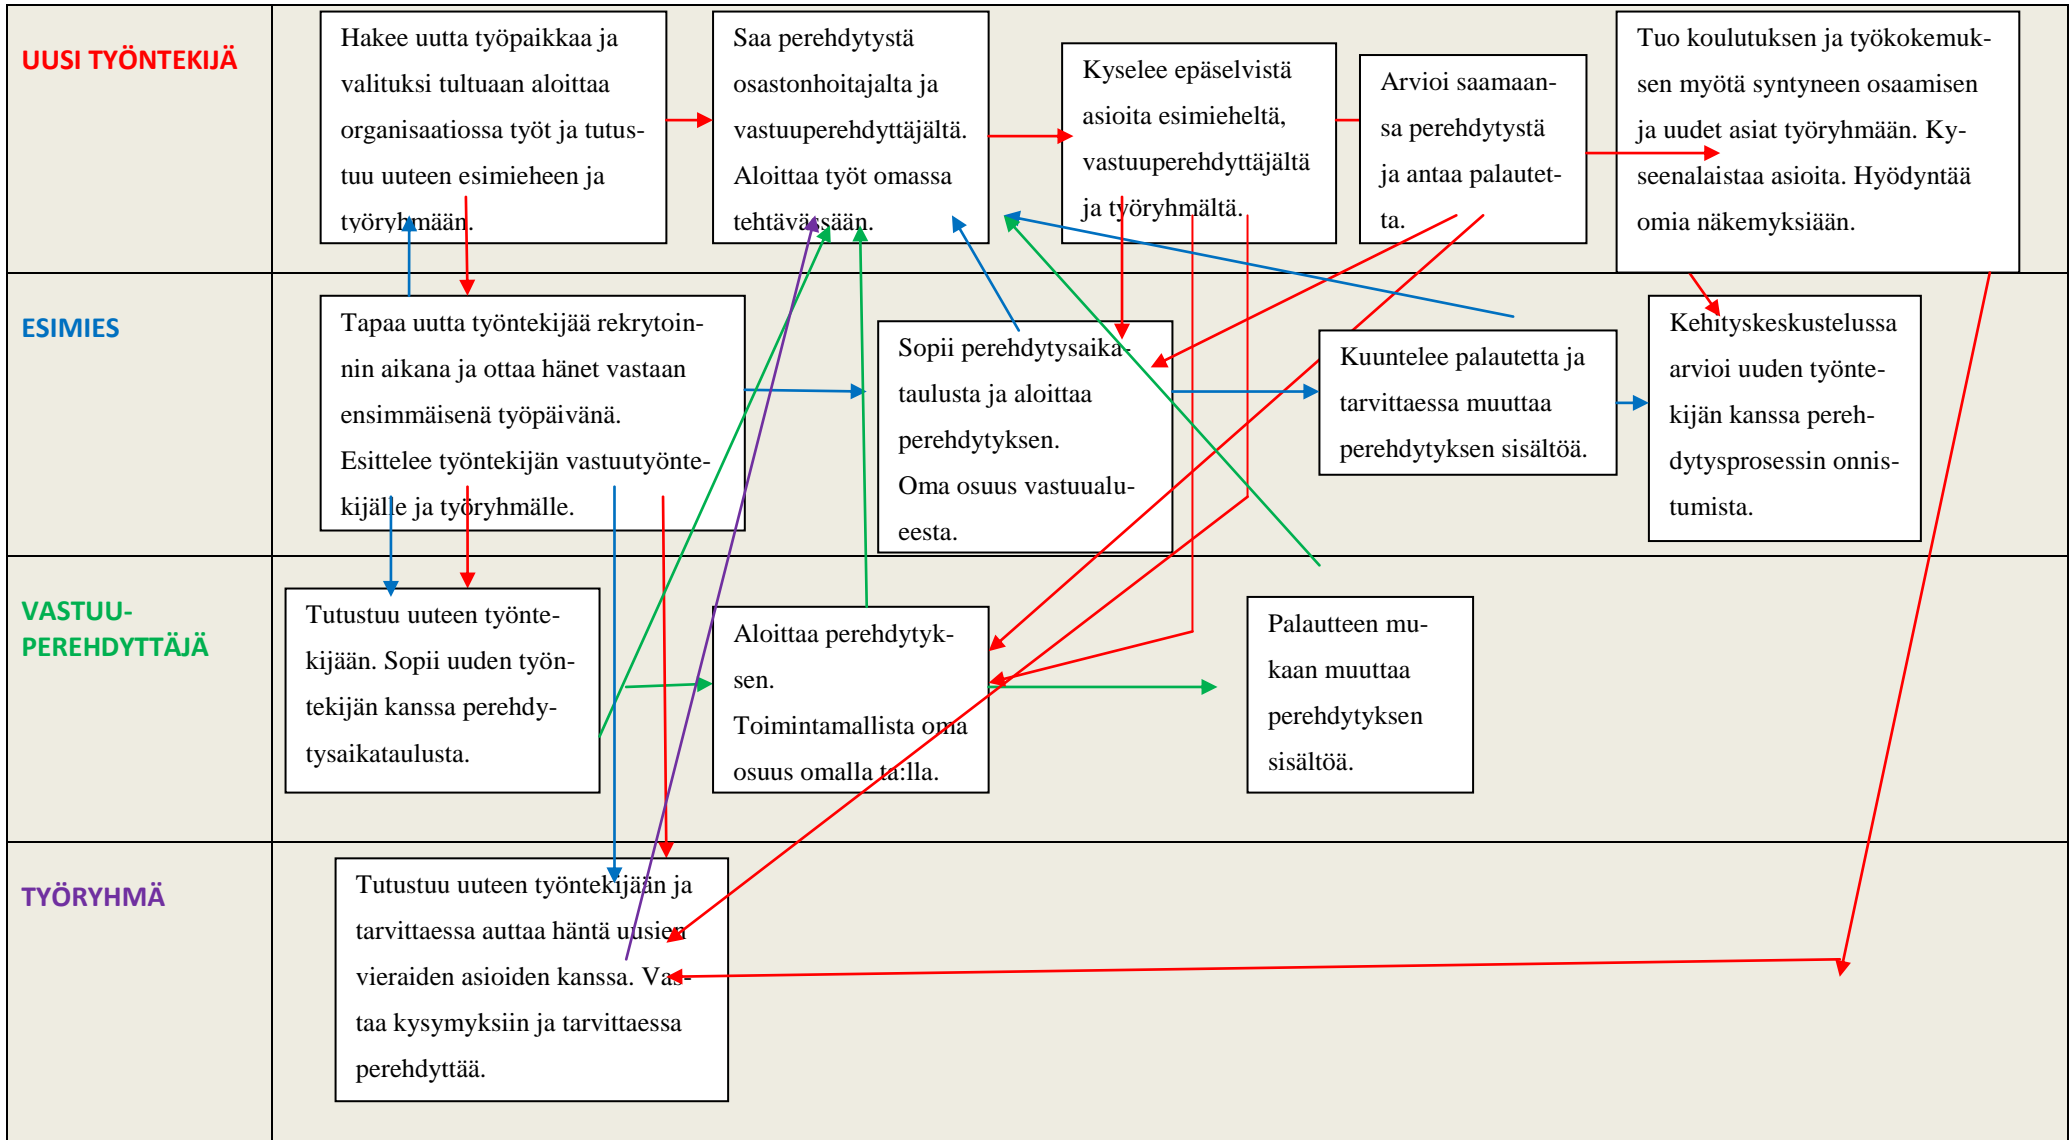 UUSI TYÖNTEKIJÄ
Hakee uutta työpaikkaa ja
valituksi tultuaan aloittaa
organisaatiossa työt ja tutus-
tuu uuteen esimieheen ja
työryhmään.
Saa perehdytystä
osastonhoitajalta ja
vastuuperehdyttäjältä.
Aloittaa työt omassa
tehtävässään.
Kyselee epäselvistä
asioita esimieheltä,
vastuuperehdyttäjältä
ja työryhmältä.
Arvioi saamaan-
sa perehdytystä
ja antaa palautet-
ta.
Tuo koulutuksen ja työkokemuk-
sen myötä syntyneen osaamisen
ja uudet asiat työryhmään. Ky-
seenalaistaa asioita. Hyödyntää
omia näkemyksiään.
ESIMIES
Tapaa uutta työntekijää rekrytoin-
nin aikana ja ottaa hänet vastaan
ensimmäisenä työpäivänä.
Esittelee työntekijän vastuutyönte-
kijälle ja työryhmälle.
Sopii perehdytysaika-
taulusta ja aloittaa
perehdytyksen.
Oma osuus vastuualu-
eesta.
Kuuntelee palautetta ja
tarvittaessa muuttaa
perehdytyksen sisältöä.
Kehityskeskustelussa
arvioi uuden työnte-
kijän kanssa pereh-
dytysprosessin onnis-
tumista.
VASTUU-
PEREHDYTTÄJÄ
Tutustuu uuteen työnte-
kijään. Sopii uuden työn-
tekijän kanssa perehdy-
tysaikataulusta.
Aloittaa perehdytyk-
sen.
Toimintamallista oma
osuus omalla ta:lla.
Palautteen mu-
kaan muuttaa
perehdytyksen
sisältöä.
TYÖRYHMÄ
Tutustuu uuteen työntekijään ja
tarvittaessa auttaa häntä uusien
vieraiden asioiden kanssa. Vas-
taa kysymyksiin ja tarvittaessa
perehdyttää.